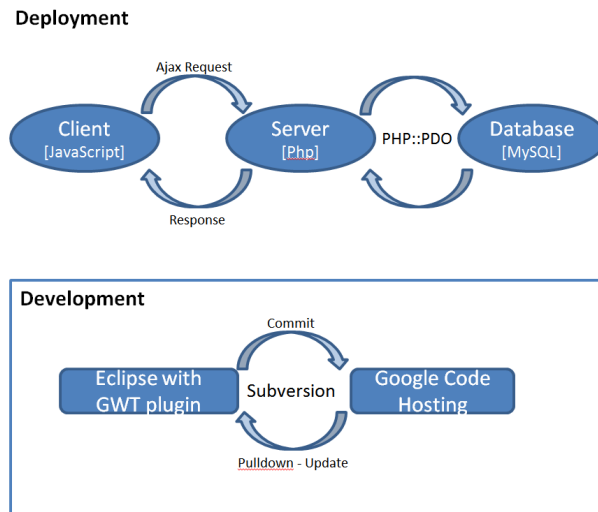 Deployment
Ajax Request
Client
[JavaScript]
Server
[Php]
PHP::PDO
Database
[MySQL]
Response
Development
Commit
Eclipse with
GWT plugin
Subversion
Google Code
Hosting
Pulldown - Update